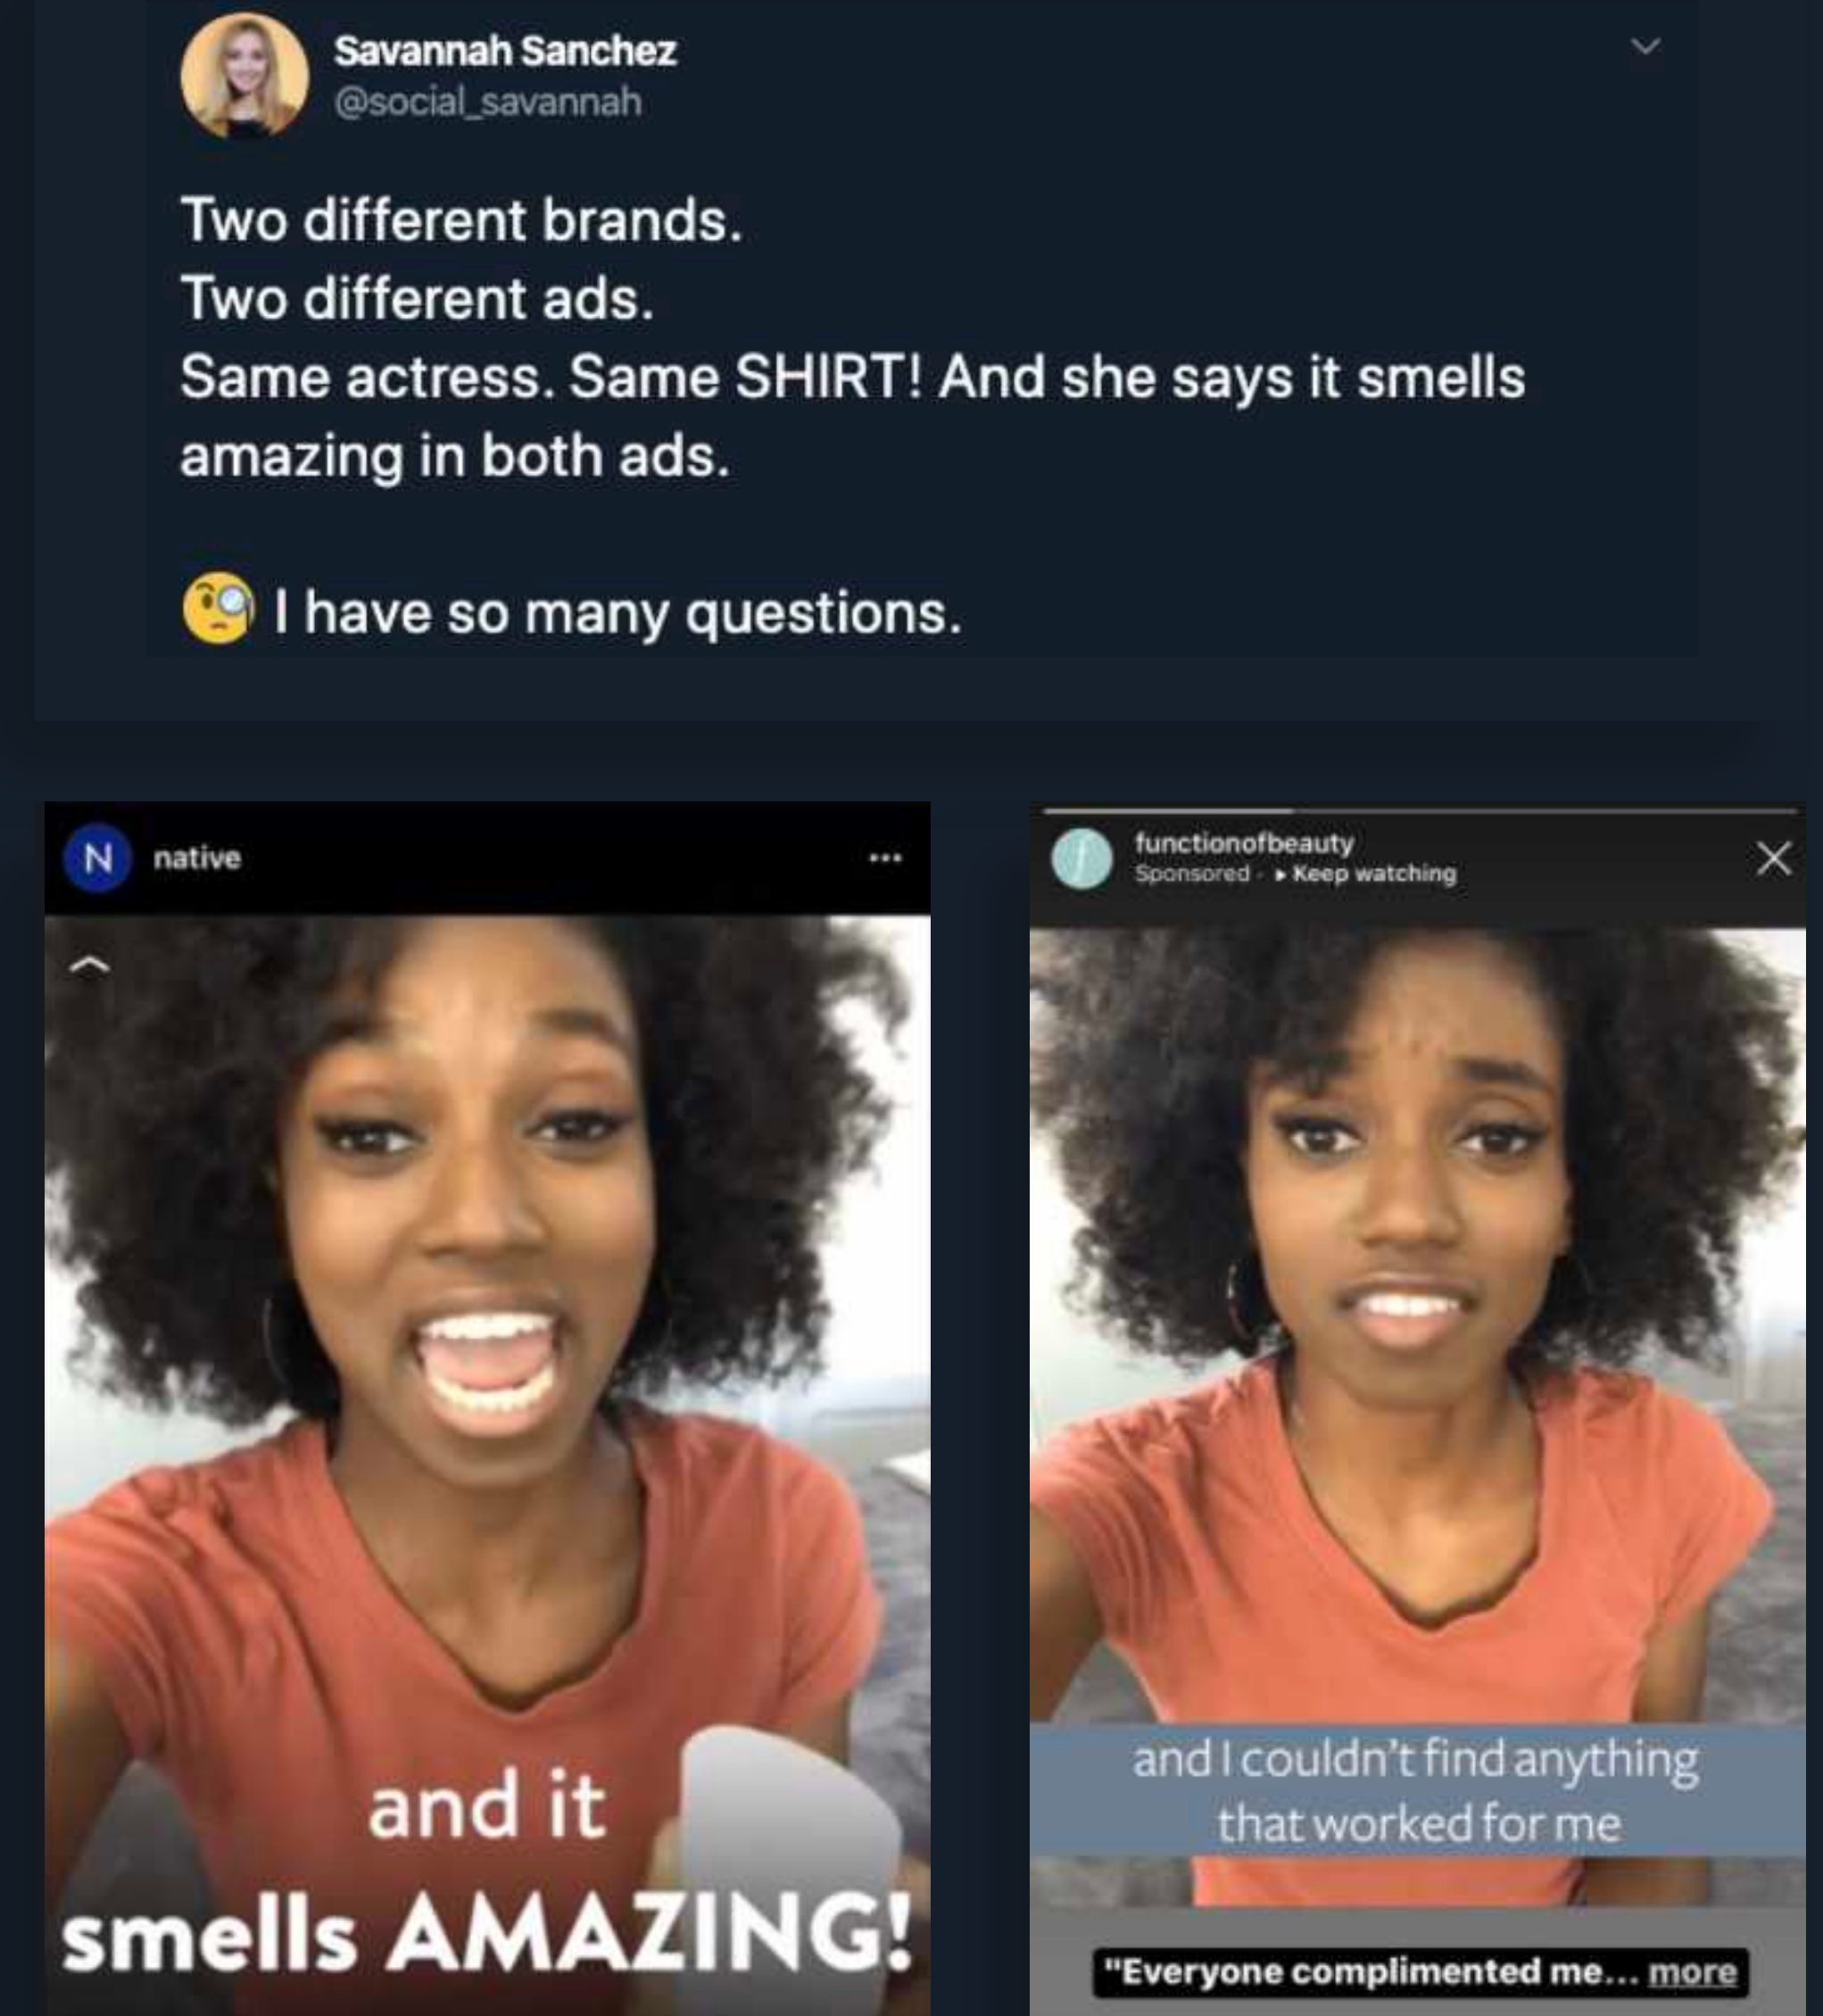 Savannah Sanchez
@social_savannah
Two different brands.
Two different ads.
Same actress. Same SHIRT! And she says it smells
amazing in both ads.
🧐 I have so many questions.
N native
and it
smells AMAZING!
f functionofbeauty
Sponsored · ▸ Keep watching
and I couldn't find anything
that worked for me
"Everyone complimented me... more